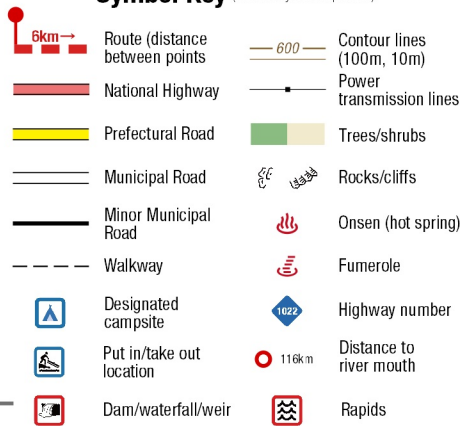 Symbol Key
6km→
Route (distance
between points
National Highway
Prefectural Road
Municipal Road
Minor Municipal
Road
Walkway
Designated
campsite
Put in/take out
location
Dam/waterfall/weir
600
Contour lines
(100m, 10m)
Power
transmission lines
Trees/shrubs
Rocks/cliffs
Onsen (hot spring)
Fumerole
1022
Highway number
116km
Distance to
river mouth
Rapids